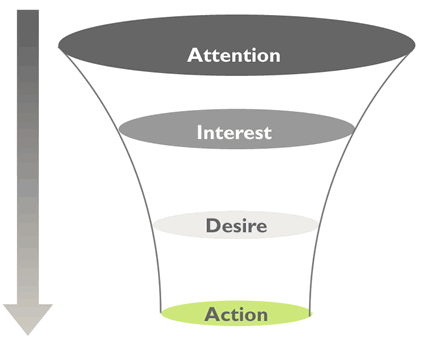 Attention
Interest
Desire
Action